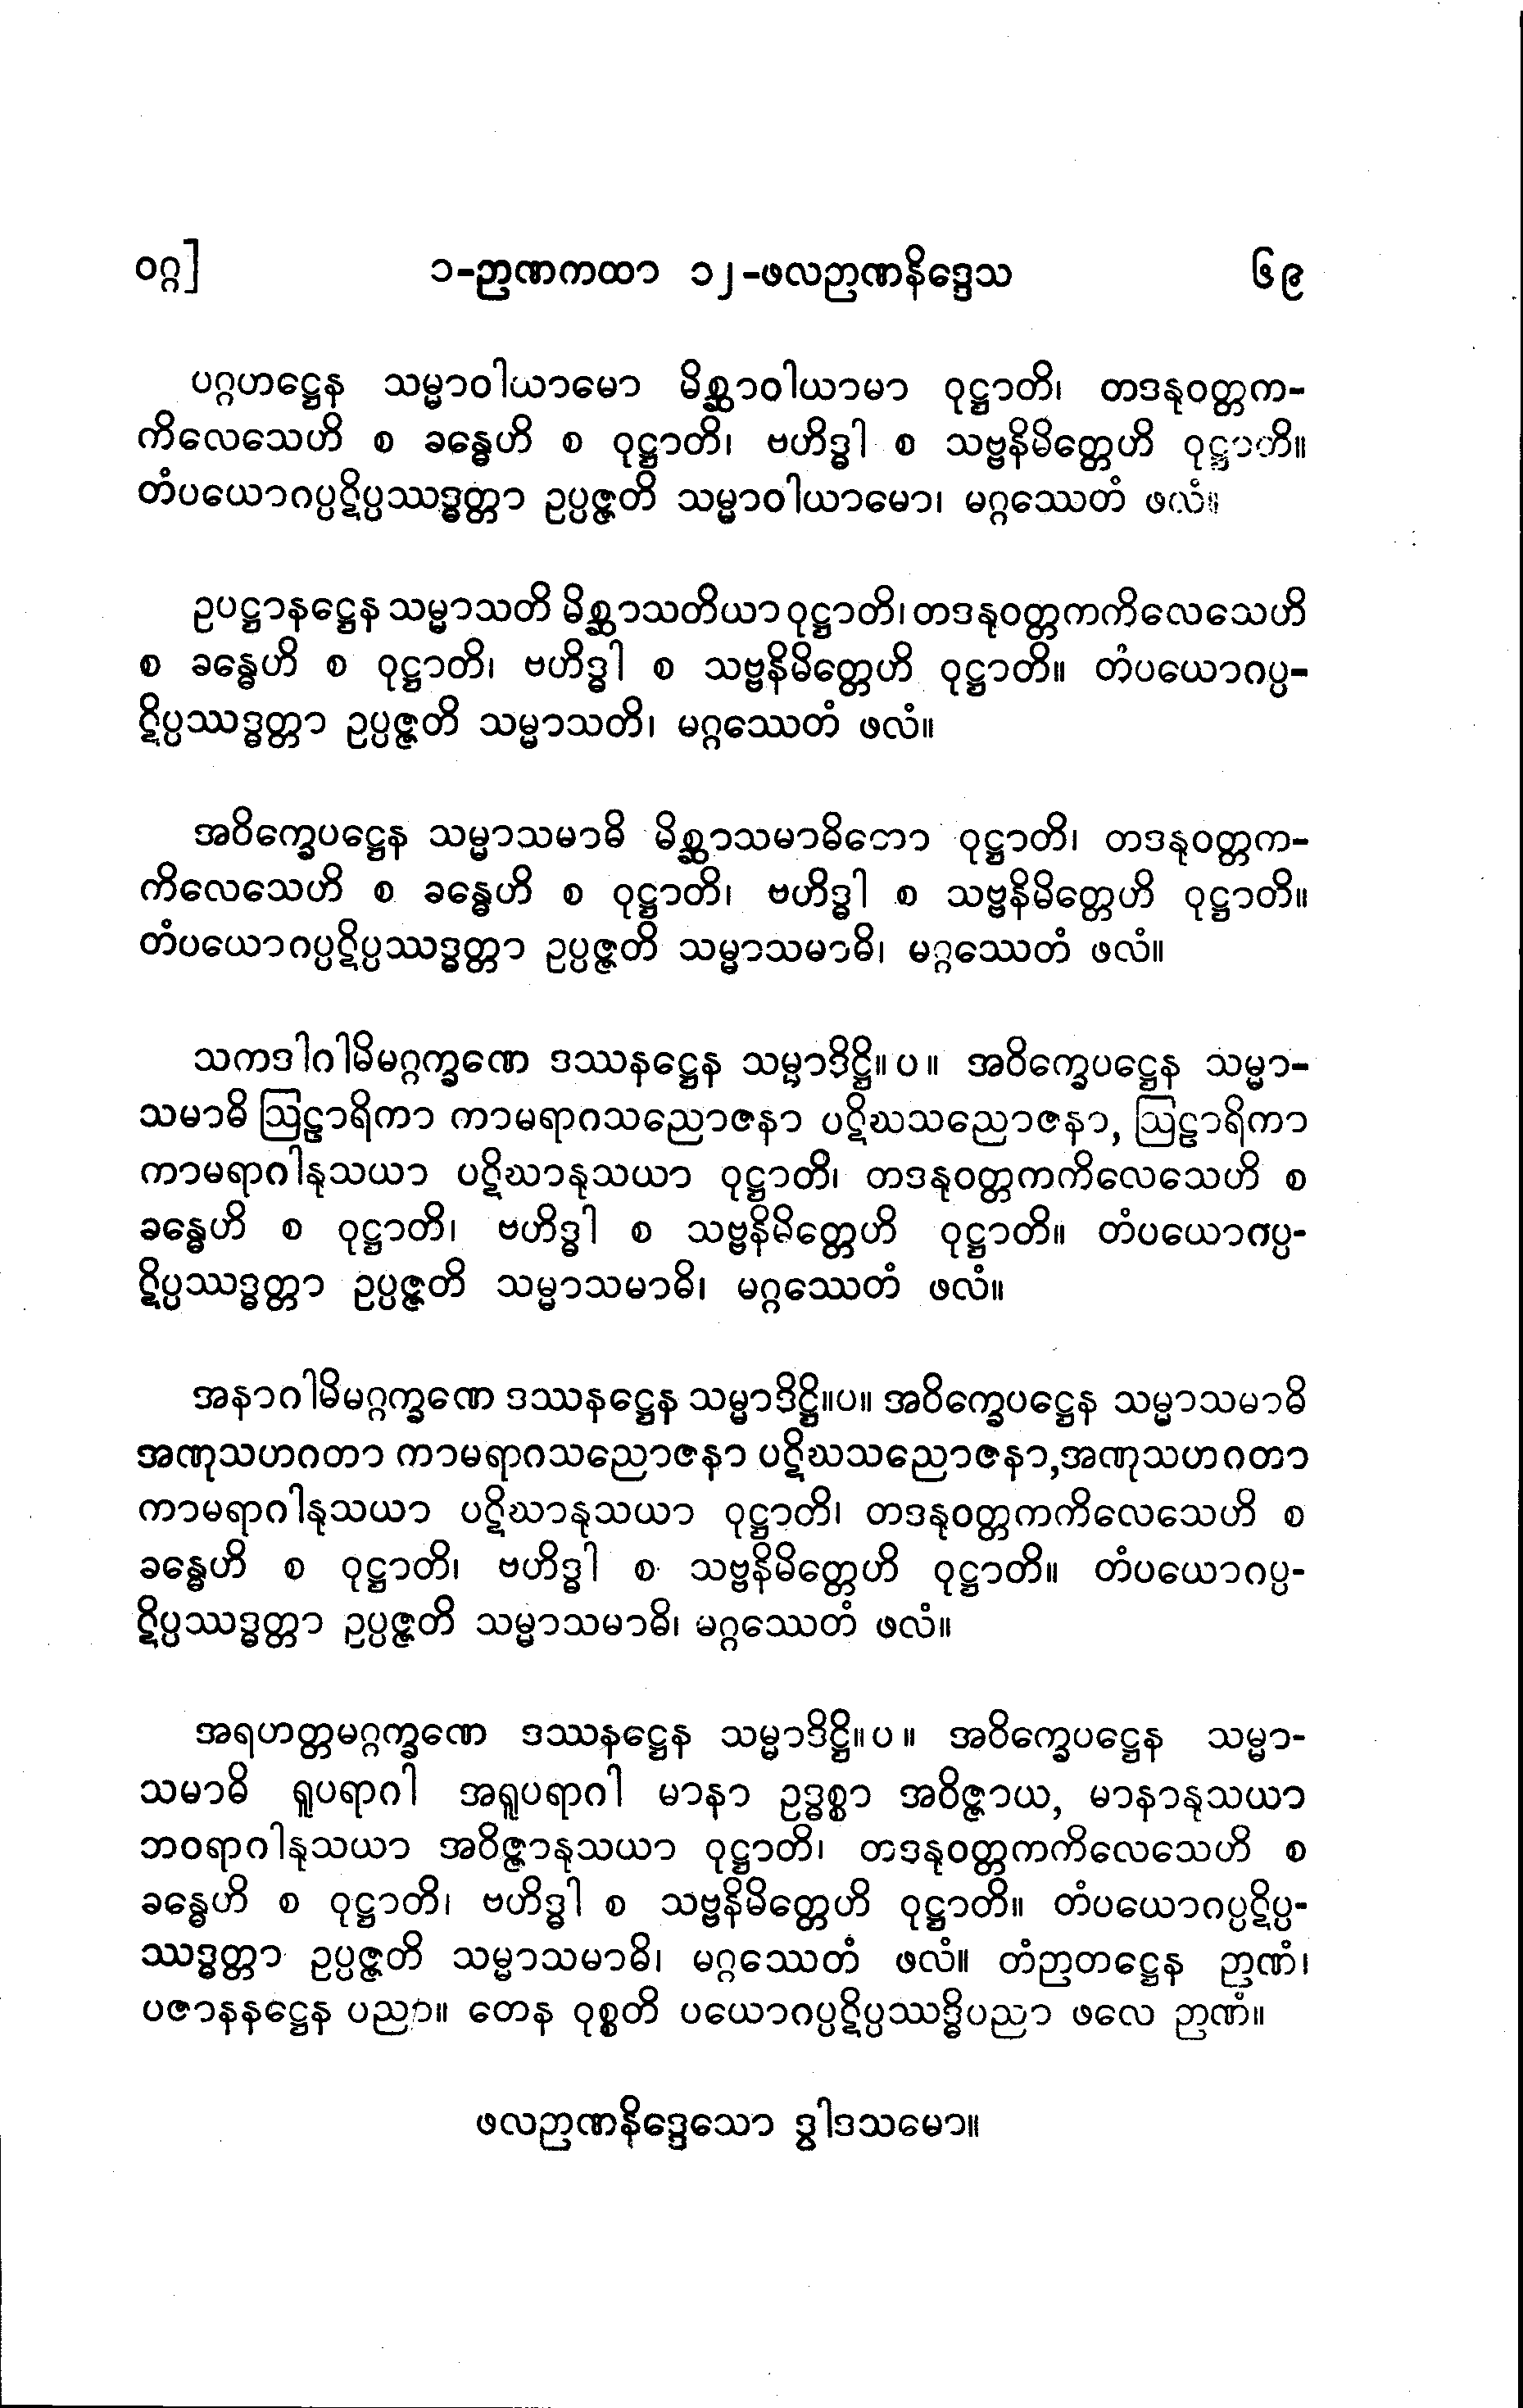 ဝဂ္ဂ] ၁-ဉာဏကထာ ၁၂-ဖလဉာဏနိဒ္ဒေသ ၆၉
ပဂ္ဂဟဋ္ဌေန သမ္မာဝါယာမော မိစ္ဆာဝါယာမာ ဝုဋ္ဌာတိ၊ တဒနုဝတ္တက-
ကိလေသေဟိ စ ခန္ဓေဟိ စ ဝုဋ္ဌာတိ၊ ဗဟိဒ္ဓါ စ သဗ္ဗနိမိတ္တေဟိ ဝုဋ္ဌာတိ။
တံပယောဂပ္ပဋိပ္ပဿဒ္ဓတ္တာ ဥပ္ပဇ္ဇတိ သမ္မာဝါယာမော၊ မဂ္ဂဿေတံ ဖလံ။
ဥပဋ္ဌာနဋ္ဌေန သမ္မာသတိ မိစ္ဆာသတိယာ ဝုဋ္ဌာတိ၊ တဒနုဝတ္တကကိလေသေဟိ
စ ခန္ဓေဟိ စ ဝုဋ္ဌာတိ၊ ဗဟိဒ္ဓါ စ သဗ္ဗနိမိတ္တေဟိ ဝုဋ္ဌာတိ။ တံပယောဂပ္ပ-
ဋိပ္ပဿဒ္ဓတ္တာ ဥပ္ပဇ္ဇတိ သမ္မာသတိ၊ မဂ္ဂဿေတံ ဖလံ။
အဝိက္ခေပဋ္ဌေန သမ္မာသမာဓိ မိစ္ဆာသမာဓိတော ဝုဋ္ဌာတိ၊ တဒနုဝတ္တက-
ကိလေသေဟိ စ ခန္ဓေဟိ စ ဝုဋ္ဌာတိ၊ ဗဟိဒ္ဓါ စ သဗ္ဗနိမိတ္တေဟိ ဝုဋ္ဌာတိ။
တံပယောဂပ္ပဋိပ္ပဿဒ္ဓတ္တာ ဥပ္ပဇ္ဇတိ သမ္မာသမာဓိ၊ မဂ္ဂဿေတံ ဖလံ။
သကဒါဂါမိမဂ္ဂက္ခဏေ ဒဿနဋ္ဌေန သမ္မာဒိဋ္ဌိ။ ပ ။ အဝိက္ခေပဋ္ဌေန သမ္မာ-
သမာဓိ ဩဠာရိကာ ကာမရာဂသညောဇနာ ပဋိဃသညောဇနာ, ဩဠာရိကာ
ကာမရာဂါနုသယာ ပဋိဃာနုသယာ ဝုဋ္ဌာတိ၊ တဒနုဝတ္တကကိလေသေဟိ စ
ခန္ဓေဟိ စ ဝုဋ္ဌာတိ၊ ဗဟိဒ္ဓါ စ သဗ္ဗနိမိတ္တေဟိ ဝုဋ္ဌာတိ။ တံပယောဂပ္ပ-
ဋိပ္ပဿဒ္ဓတ္တာ ဥပ္ပဇ္ဇတိ သမ္မာသမာဓိ၊ မဂ္ဂဿေတံ ဖလံ။
အနာဂါမိမဂ္ဂက္ခဏေ ဒဿနဋ္ဌေန သမ္မာဒိဋ္ဌိ။ပ။ အဝိက္ခေပဋ္ဌေန သမ္မာသမာဓိ
အဏုသဟဂတာ ကာမရာဂသညောဇနာ ပဋိဃသညောဇနာ,အဏုသဟဂတာ
ကာမရာဂါနုသယာ ပဋိဃာနုသယာ ဝုဋ္ဌာတိ၊ တဒနုဝတ္တကကိလေသေဟိ စ
ခန္ဓေဟိ စ ဝုဋ္ဌာတိ၊ ဗဟိဒ္ဓါ စ သဗ္ဗနိမိတ္တေဟိ ဝုဋ္ဌာတိ။ တံပယောဂပ္ပ-
ဋိပ္ပဿဒ္ဓတ္တာ ဥပ္ပဇ္ဇတိ သမ္မာသမာဓိ၊ မဂ္ဂဿေတံ ဖလံ။
အရဟတ္တမဂ္ဂက္ခဏေ ဒဿနဋ္ဌေန သမ္မာဒိဋ္ဌိ။ ပ ။ အဝိက္ခေပဋ္ဌေန သမ္မာ-
သမာဓိ ရူပရာဂါ အရူပရာဂါ မာနာ ဥဒ္ဓစ္စာ အဝိဇ္ဇာယ, မာနာနုသယာ
ဘဝရာဂါနုသယာ အဝိဇ္ဇာနုသယာ ဝုဋ္ဌာတိ၊ တဒနုဝတ္တကကိလေသေဟိ စ
ခန္ဓေဟိ စ ဝုဋ္ဌာတိ၊ ဗဟိဒ္ဓါ စ သဗ္ဗနိမိတ္တေဟိ ဝုဋ္ဌာတိ။ တံပယောဂပ္ပဋိပ္ပ-
ဿဒ္ဓတ္တာ ဥပ္ပဇ္ဇတိ သမ္မာသမာဓိ၊ မဂ္ဂဿေတံ ဖလံ။ တံဉာတဋ္ဌေန ဉာဏံ၊
ပဇာနနဋ္ဌေန ပညာ။ တေန ဝုစ္စတိ ပယောဂပ္ပဋိပ္ပဿဒ္ဓိပညာ ဖလေ ဉာဏံ။
ဖလဉာဏနိဒ္ဒေသော ဒွါဒသမော။